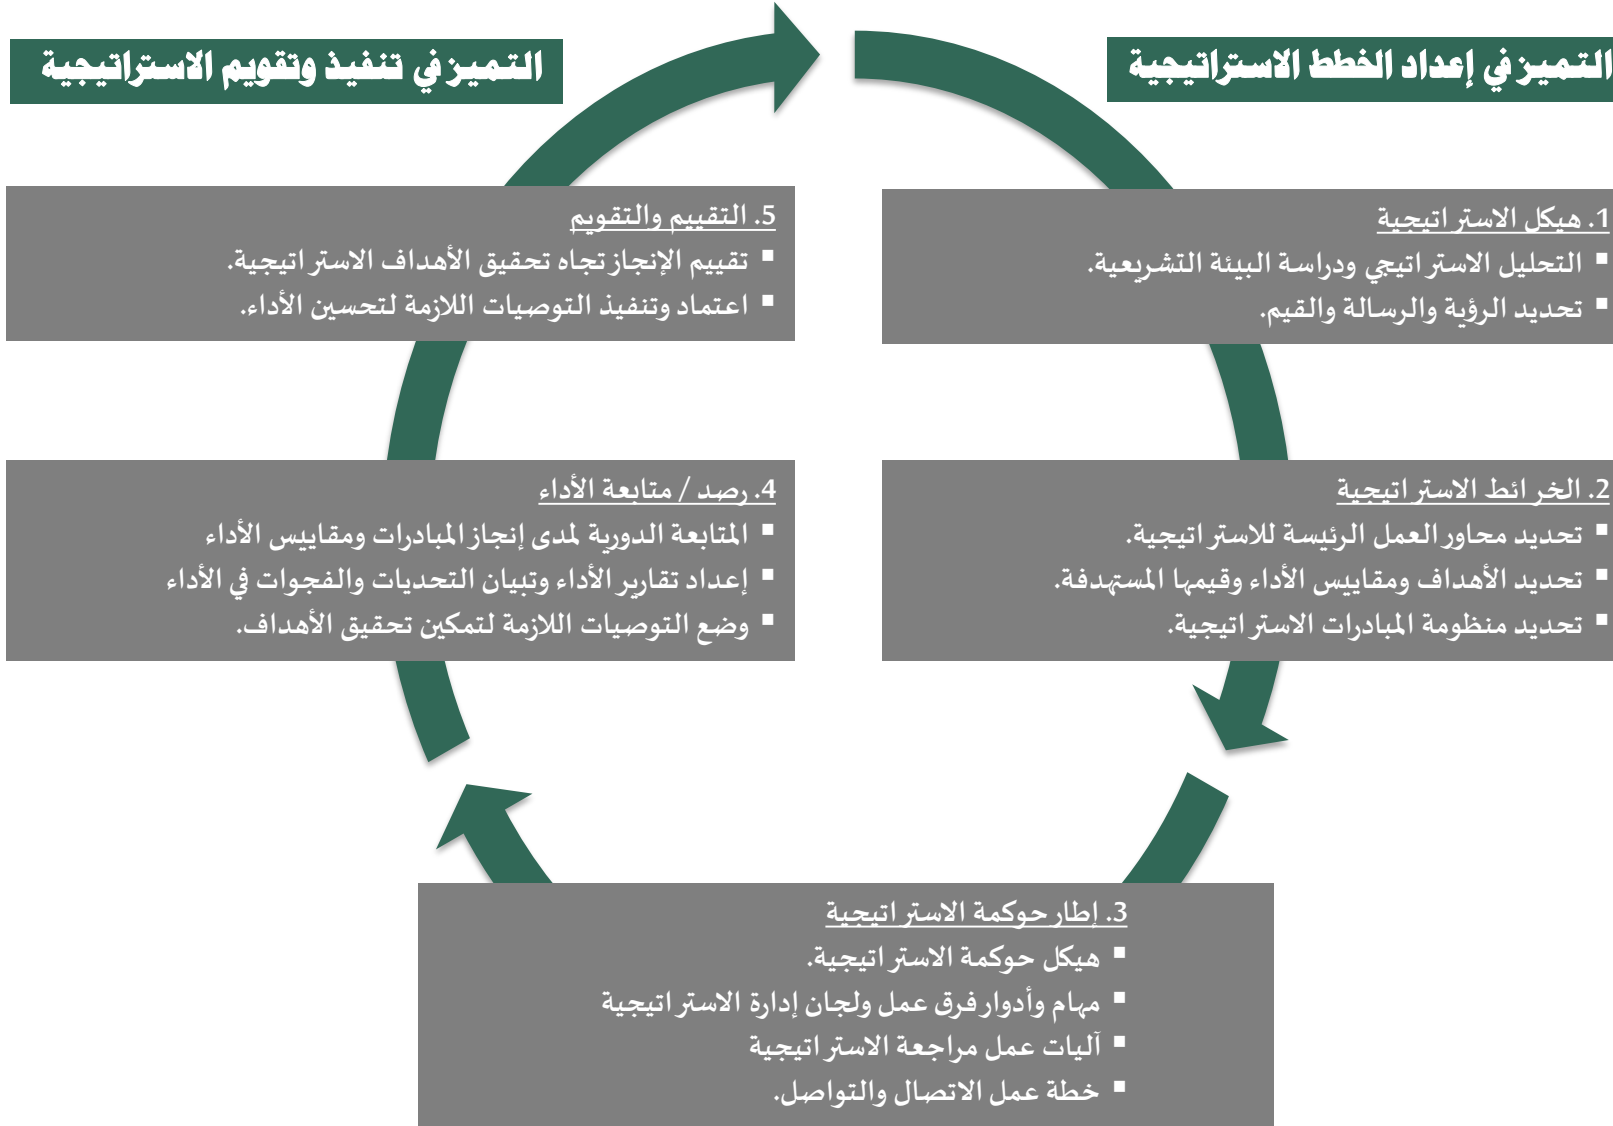 التميز في إعداد الخطط الاستراتيجية
التميز في تنفيذ وتقويم الاستراتيجية
1. هيكل الاستراتيجية
▪ التحليل الاستراتيجي ودراسة البيئة التشريعية.
▪ تحديد الرؤية والرسالة والقيم.
2. الخرائط الاستراتيجية
▪ تحديد محاور العمل الرئيسة للاستراتيجية.
▪ تحديد الأهداف ومقاييس الأداء وقيمها المستهدفة.
▪ تحديد منظومة المبادرات الاستراتيجية.
3. إطار حوكمة الاستراتيجية
▪ هيكل حوكمة الاستراتيجية.
▪ مهام وأدوار فرق عمل ولجان إدارة الاستراتيجية
▪ آليات عمل مراجعة الاستراتيجية
▪ خطة عمل الاتصال والتواصل.
4. رصد / متابعة الأداء
▪ المتابعة الدورية لمدى إنجاز المبادرات ومقاييس الأداء
▪ إعداد تقارير الأداء وتبيان التحديات والفجوات في الأداء
▪ وضع التوصيات اللازمة لتمكين تحقيق الأهداف.
5. التقييم والتقويم
▪ تقييم الإنجاز تجاه تحقيق الأهداف الاستراتيجية.
▪ اعتماد وتنفيذ التوصيات اللازمة لتحسين الأداء.